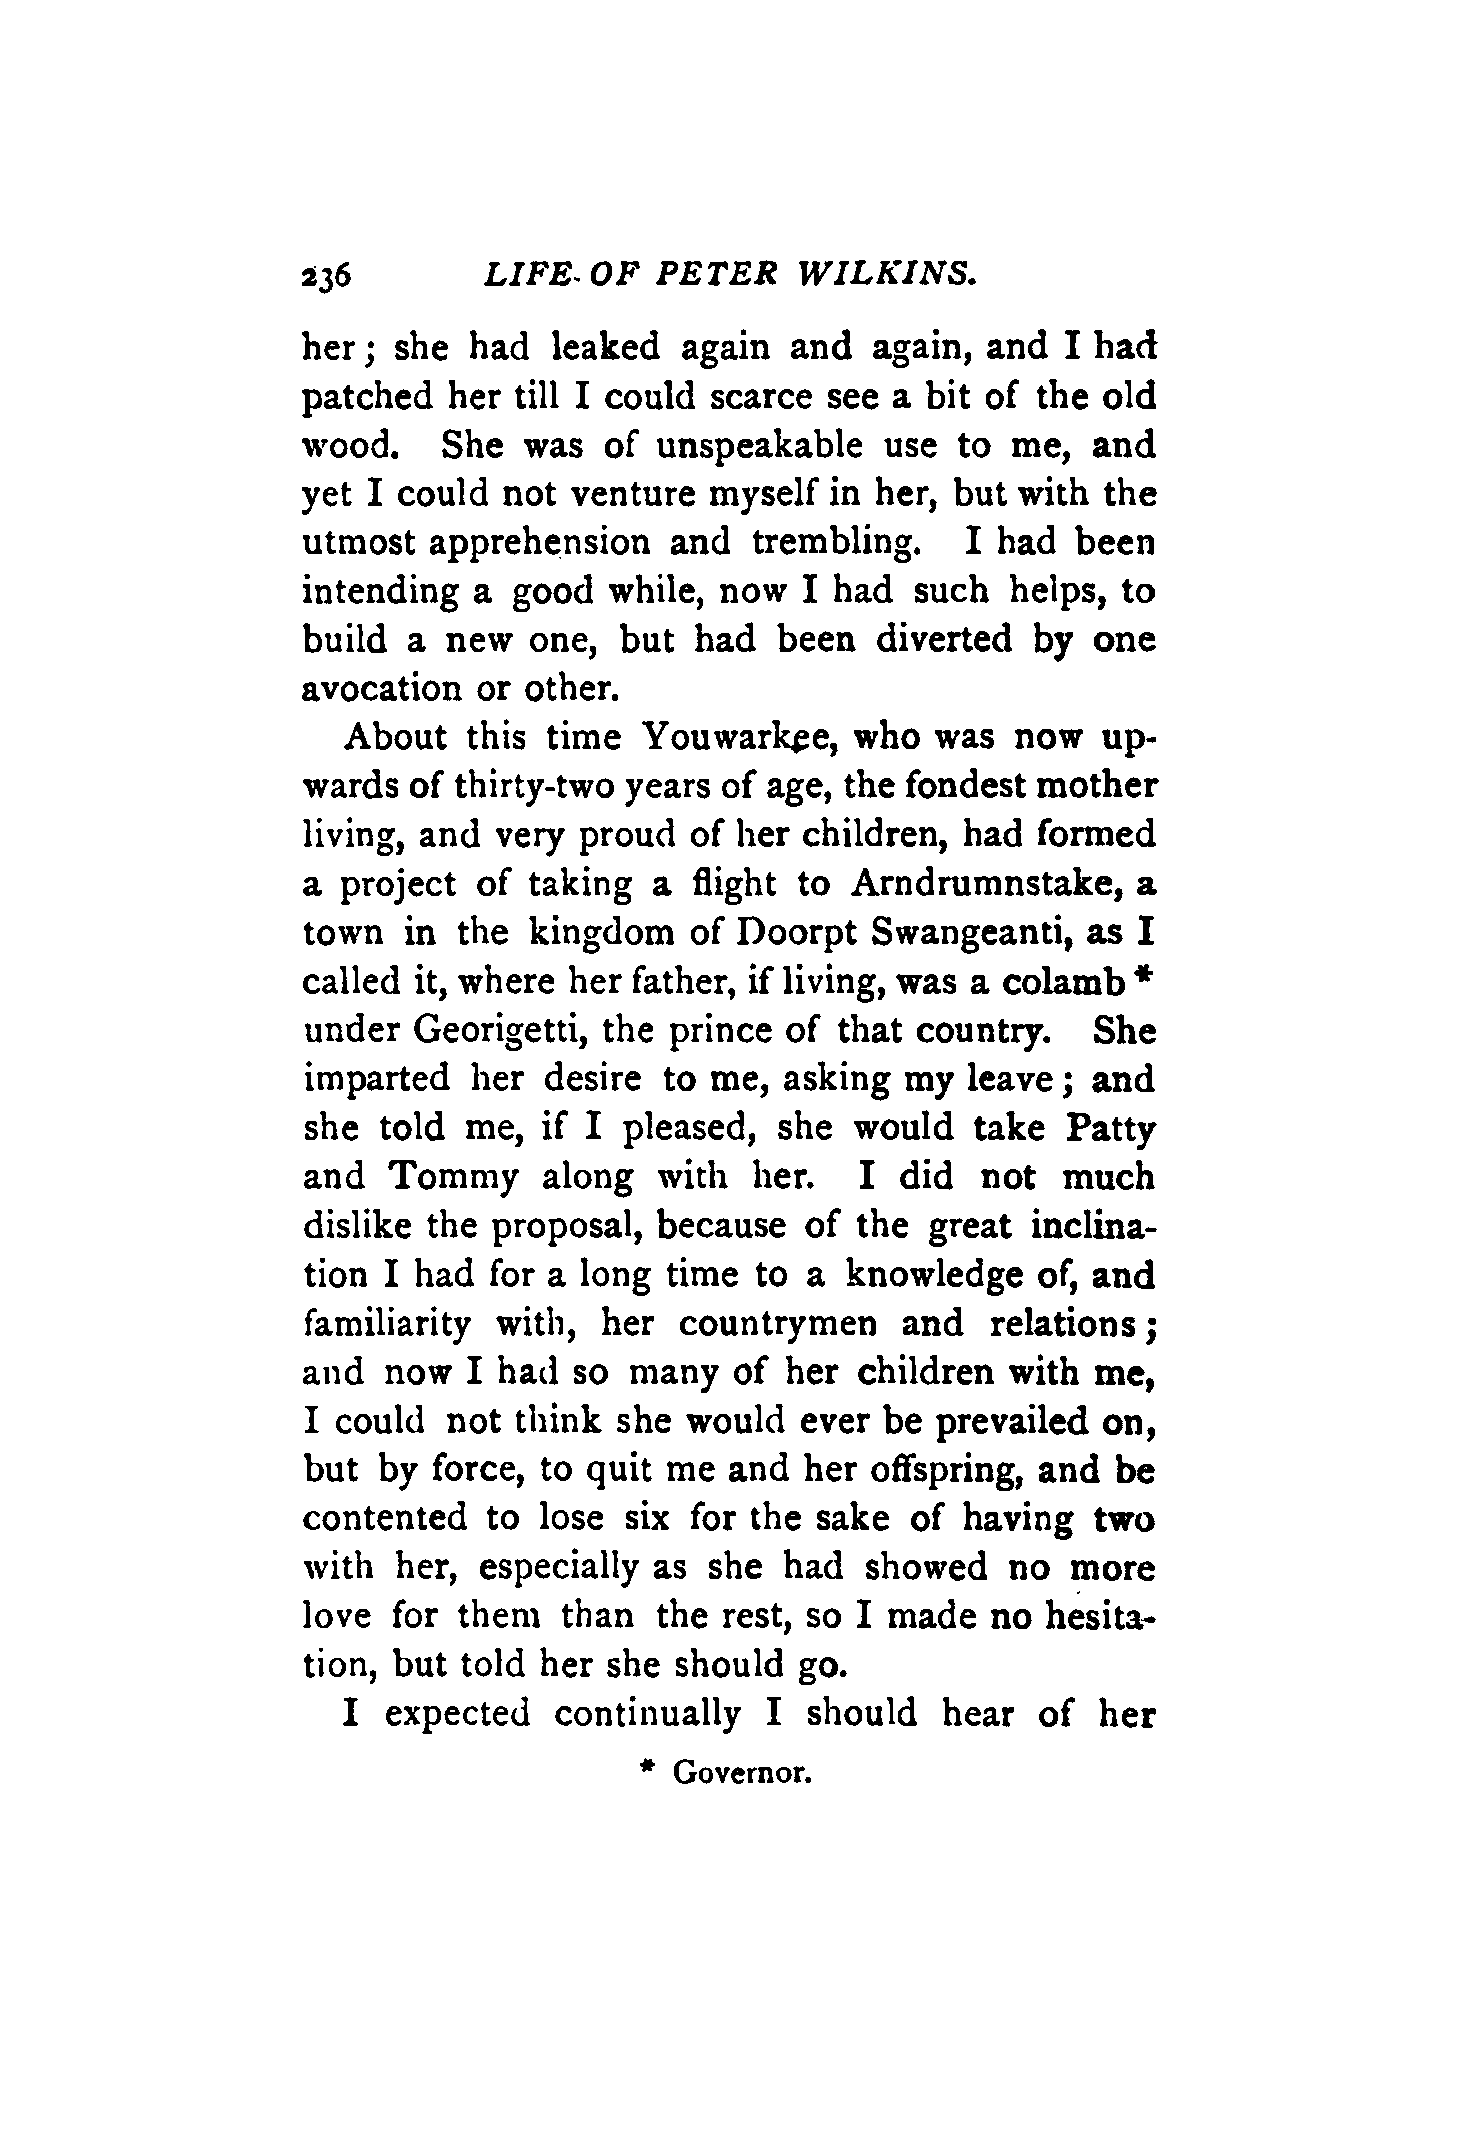 236 LIFE OF PETER WILKINS.
her; she had leaked again and again, and I had
patched her till I could scarce see a bit of the old
wood. She was of unspeakable use to me, and
yet I could not venture myself in her, but with the
utmost apprehension and trembling. I had been
intending a good while, now I had such helps, to
build a new one, but had been diverted by one
avocation or other.
About this time Youwarkee, who was now up-
wards of thirty-two years of age, the fondest mother
living, and very proud of her children, had formed
a project of taking a flight to Arndrumnstake, a
town in the kingdom of Doorpt Swangeanti, as I
called it, where her father, if living, was a colamb *
under Georigetti, the prince of that country. She
imparted her desire to me, asking my leave; and
she told me, if I pleased, she would take Patty
and Tommy along with her. I did not much
dislike the proposal, because of the great inclina-
tion I had for a long time to a knowledge of, and
familiarity with, her countrymen and relations;
and now I had so many of her children with me,
I could not think she would ever be prevailed on,
but by force, to quit me and her offspring, and be
contented to lose six for the sake of having two
with her, especially as she had showed no more
love for them than the rest, so I made no hesita-
tion, but told her she should go.
I expected continually I should hear of her
* Governor.